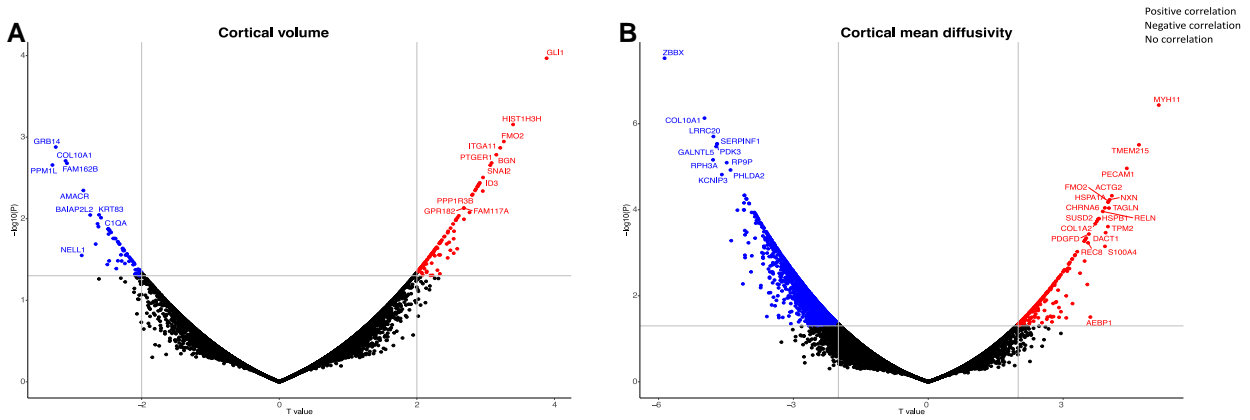 A
Cortical volume
GLI1
HIST1H3H
FMO2
ITGA11
PTGER1
BGN
SNAI2
ID3
PPP1R3B
GPR182
FAM117A
GRB14
COL10A1
PPM1L
FAM162B
AMACR
BAIAP2L2
KRT83
C1QA
NELL1
-log10(P)
4
3
2
1
0
-2
0
2
4
T value
B
Cortical mean diffusivity
Positive correlation
Negative correlation
No correlation
ZBBX
COL10A1
LRRC20
SERPINF1
GALNTL5
PDK3
RPH3A
RP9P
KCNIP3
PHLDA2
MYH11
TMEM215
PECAM1
FMO2
ACTG2
HSPA1A
NXN
CHRNA6
TAGLN
SUSD2
HSPB1
RELN
COL1A2
TPM2
PDGFD
DACT1
REC8
S100A4
AEBP1
-log10(P)
6
4
2
0
-6
-3
0
3
T value